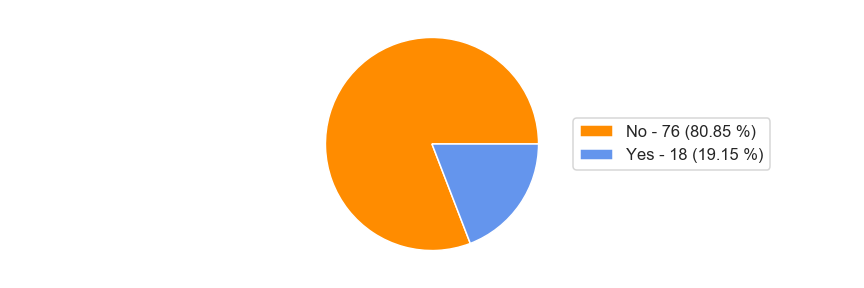 No - 76 (80.85 %)
Yes - 18 (19.15 %)